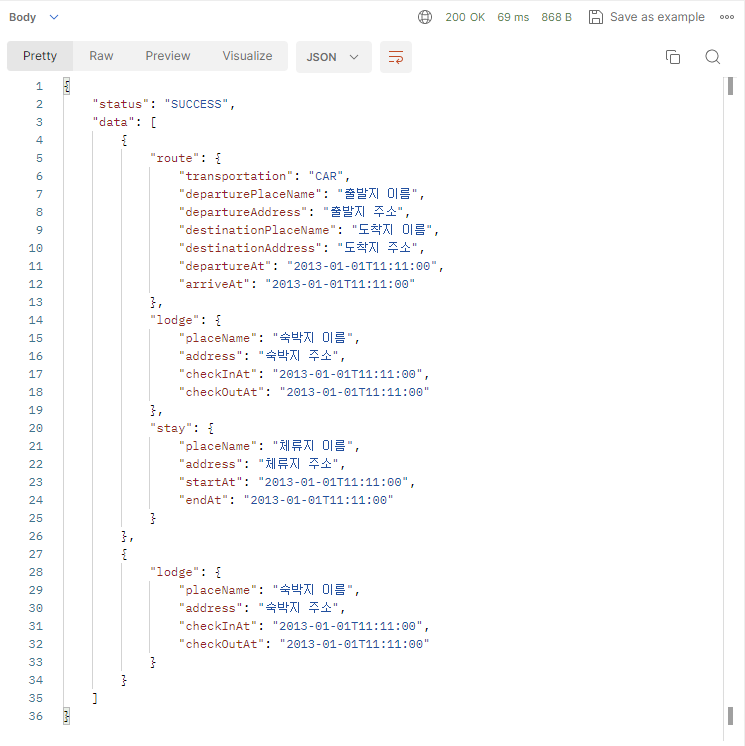 Body 200 OK 69 ms 868 B Save as example
Pretty Raw Preview Visualize JSON
1 {
2 "status": "SUCCESS",
3 "data": [
4 {
5 "route": {
6 "transportation": "CAR",
7 "departurePlaceName": "출발지 이름",
8 "departureAddress": "출발지 주소",
9 "destinationPlaceName": "도착지 이름",
10 "destinationAddress": "도착지 주소",
11 "departureAt": "2013-01-01T11:11:00",
12 "arriveAt": "2013-01-01T11:11:00"
13 },
14 "lodge": {
15 "placeName": "숙박지 이름",
16 "address": "숙박지 주소",
17 "checkInAt": "2013-01-01T11:11:00",
18 "checkOutAt": "2013-01-01T11:11:00"
19 },
20 "stay": {
21 "placeName": "체류지 이름",
22 "address": "체류지 주소",
23 "startAt": "2013-01-01T11:11:00",
24 "endAt": "2013-01-01T11:11:00"
25 }
26 },
27 {
28 "lodge": {
29 "placeName": "숙박지 이름",
30 "address": "숙박지 주소",
31 "checkInAt": "2013-01-01T11:11:00",
32 "checkOutAt": "2013-01-01T11:11:00"
33 }
34 }
35 ]
36 }